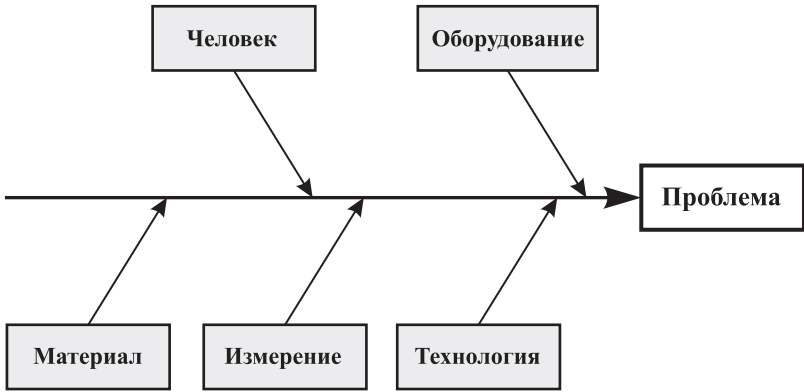 Человек
Оборудование
Проблема
Материал
Измерение
Технология